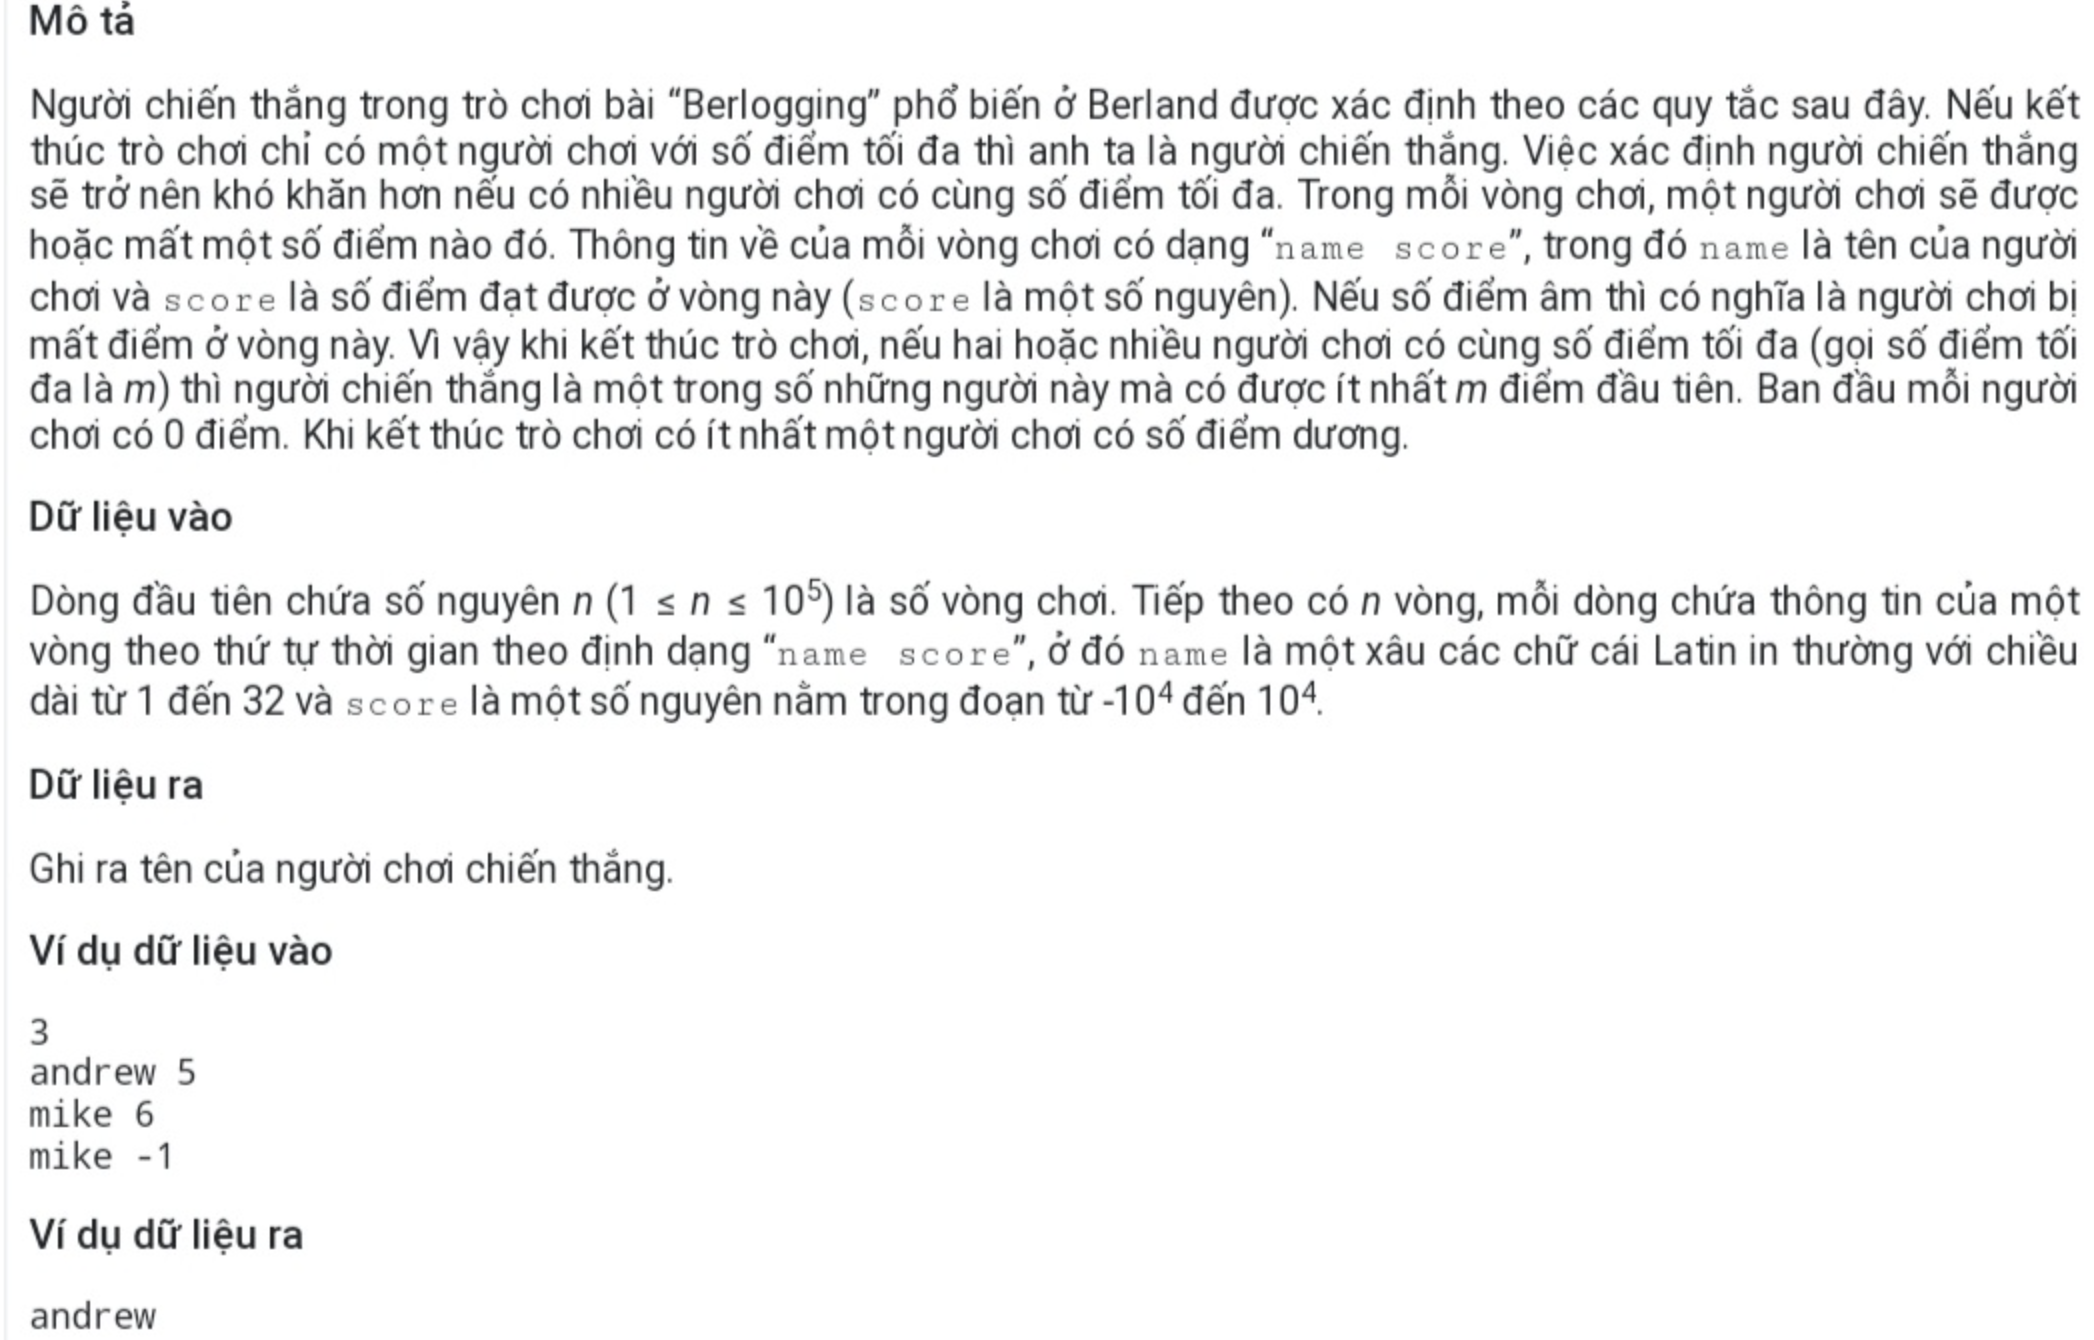 Mô tả
Người chiến thắng trong trò chơi bài “Berlogging” phổ biến ở Berland được xác định theo các quy tắc sau đây. Nếu kết
thúc trò chơi chỉ có một người chơi với số điểm tối đa thì anh ta là người chiến thắng. Việc xác định người chiến thắng
sẽ trở nên khó khăn hơn nếu có nhiều người chơi có cùng số điểm tối đa. Trong mỗi vòng chơi, một người chơi sẽ được
hoặc mất một số điểm nào đó. Thông tin về của mỗi vòng chơi có dạng “name score”, trong đó name là tên của người
chơi và score là số điểm đạt được ở vòng này (score là một số nguyên). Nếu số điểm âm thì có nghĩa là người chơi bị
mất điểm ở vòng này. Vì vậy khi kết thúc trò chơi, nếu hai hoặc nhiều người chơi có cùng số điểm tối đa (gọi số điểm tối
đa là m) thì người chiến thắng là một trong số những người này mà có được ít nhất m điểm đầu tiên. Ban đầu mỗi người
chơi có 0 điểm. Khi kết thúc trò chơi có ít nhất một người chơi có số điểm dương.
Dữ liệu vào
Dòng đầu tiên chứa số nguyên n (1 ≤ n ≤ 10⁵) là số vòng chơi. Tiếp theo có n vòng, mỗi dòng chứa thông tin của một
vòng theo thứ tự thời gian theo định dạng “name score”, ở đó name là một xâu các chữ cái Latin in thường với chiều
dài từ 1 đến 32 và score là một số nguyên nằm trong đoạn từ -10⁴ đến 10⁴.
Dữ liệu ra
Ghi ra tên của người chơi chiến thắng.
Ví dụ dữ liệu vào
3
andrew 5
mike 6
mike -1
Ví dụ dữ liệu ra
andrew